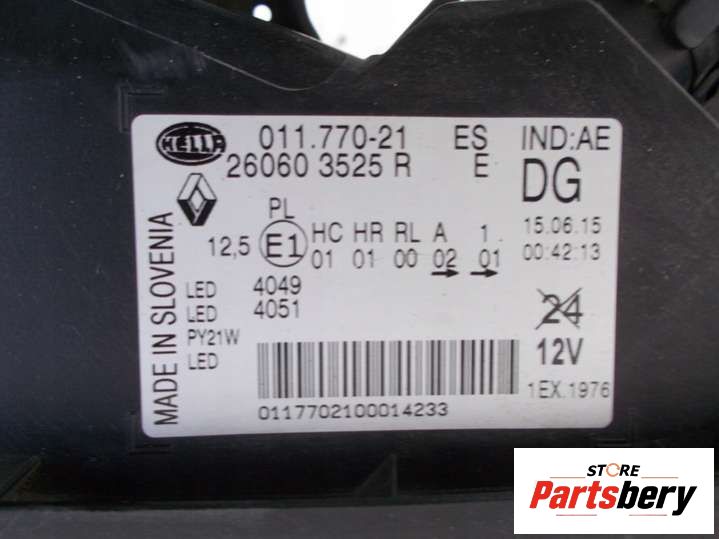 HELLA 011.770-21 ES IND:AE
26060 3525 R E DG
MADE IN SLOVENIA
PL
12,5 E1 HC HR RL A 1
01 01 00 02 01
15.06.15
00:42:13
LED 4049
LED 4051
PY21W
LED
24
12V
1EX.1976
0117702100014233
STORE
Partsbery